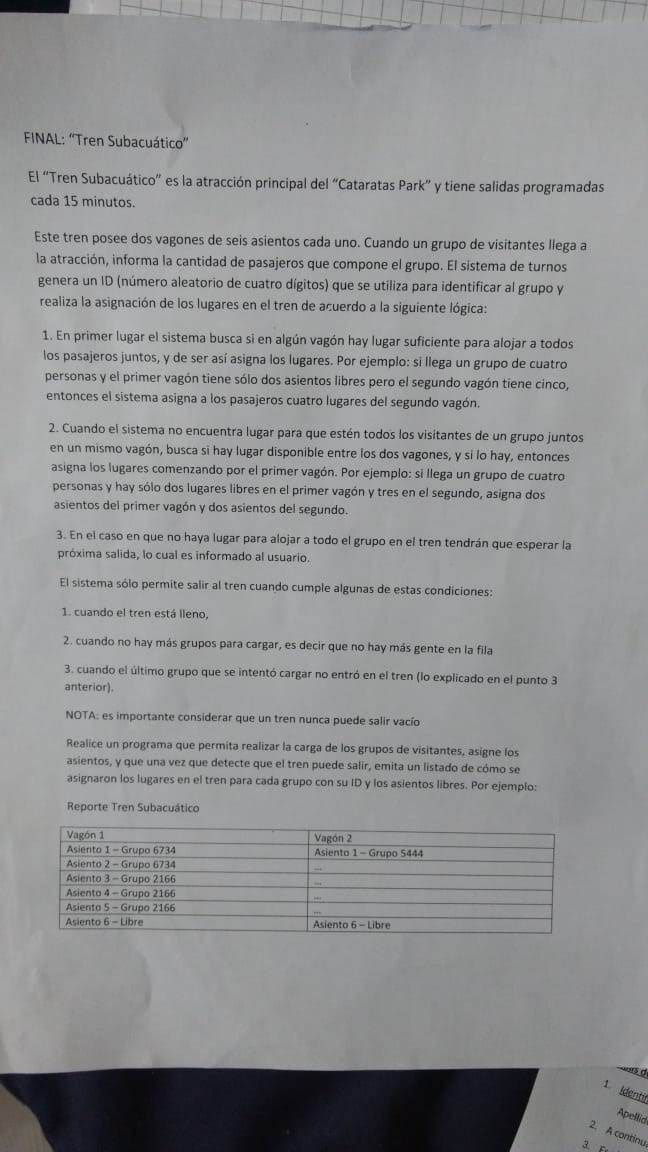 FINAL: "Tren Subacuático"
El "Tren Subacuático" es la atracción principal del "Cataratas Park" y tiene salidas programadas
cada 15 minutos.
Este tren posee dos vagones de seis asientos cada uno. Cuando un grupo de visitantes llega a
la atracción, informa la cantidad de pasajeros que compone el grupo. El sistema de turnos
genera un ID (número aleatorio de cuatro dígitos) que se utiliza para identificar al grupo y
realiza la asignación de los lugares en el tren de acuerdo a la siguiente lógica:
1. En primer lugar el sistema busca si en algún vagón hay lugar suficiente para alojar a todos
los pasajeros juntos, y de ser así asigna los lugares. Por ejemplo: si llega un grupo de cuatro
personas y el primer vagón tiene sólo dos asientos libres pero el segundo vagón tiene cinco,
entonces el sistema asigna a los pasajeros cuatro lugares del segundo vagón.
2. Cuando el sistema no encuentra lugar para que estén todos los visitantes de un grupo juntos
en un mismo vagón, busca si hay lugar disponible entre los dos vagones, y si lo hay, entonces
asigna los lugares comenzando por el primer vagón. Por ejemplo: si llega un grupo de cuatro
personas y hay sólo dos lugares libres en el primer vagón y tres en el segundo, asigna dos
asientos del primer vagón y dos asientos del segundo.
3. En el caso en que no haya lugar para alojar a todo el grupo en el tren tendrán que esperar la
próxima salida, lo cual es informado al usuario.
El sistema sólo permite salir al tren cuando cumple algunas de estas condiciones:
1. cuando el tren está lleno,
2. cuando no hay más grupos para cargar, es decir que no hay más gente en la fila
3. cuando el último grupo que se intentó cargar no entró en el tren (lo explicado en el punto 3
anterior).
NOTA: es importante considerar que un tren nunca puede salir vacío
Realice un programa que permita realizar la carga de los grupos de visitantes, asigne los
asientos, y que una vez que detecte que el tren puede salir, emita un listado de cómo se
asignaron los lugares en el tren para cada grupo con su ID y los asientos libres. Por ejemplo:
Reporte Tren Subacuático
Vagón 1 Vagón 2
Asiento 1 – Grupo 6734 Asiento 1 – Grupo 5444
Asiento 2 – Grupo 6734 ...
Asiento 3 – Grupo 2166 ...
Asiento 4 – Grupo 2166 ...
Asiento 5 – Grupo 2166 ...
Asiento 6 – Libre Asiento 6 – Libre
1.
2. A continu
3.